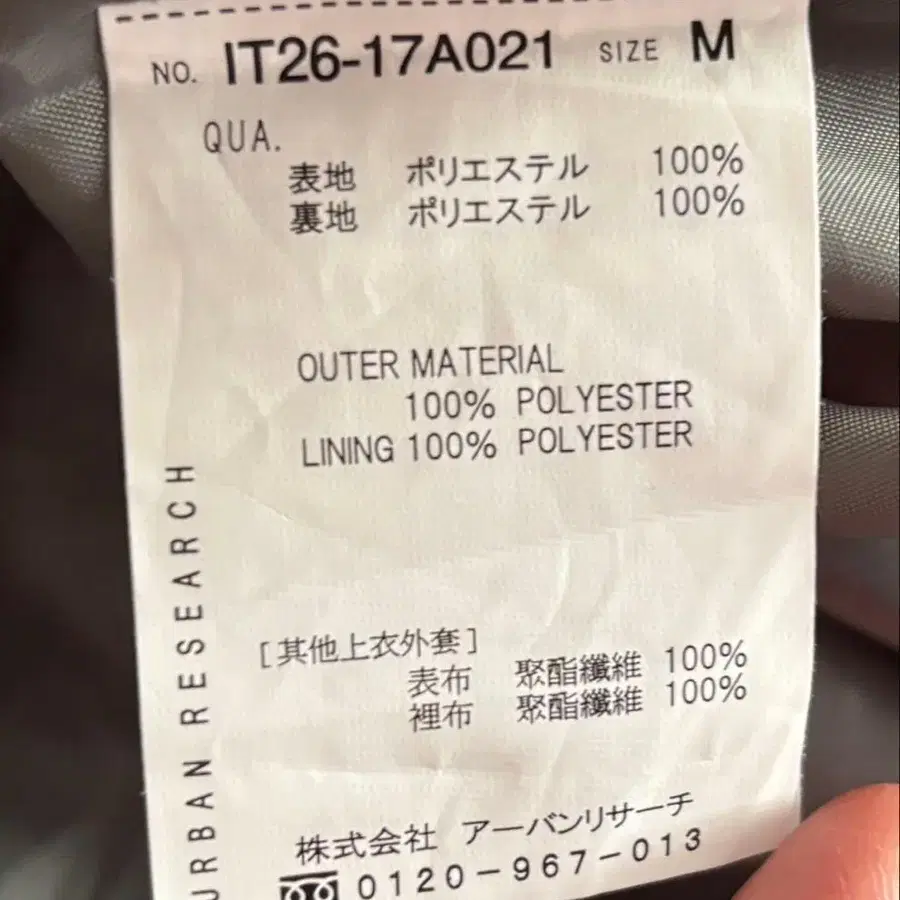 NO. IT26-17A021 SIZE M
QUA.
表地 ポリエステル 100%
裏地 ポリエステル 100%
OUTER MATERIAL
100% POLYESTER
LINING 100% POLYESTER
[其他上衣外套]
表布 聚酯纖維 100%
裡布 聚酯纖維 100%
株式会社 アーバンリサーチ
0120-967-013
URBAN RESEARCH